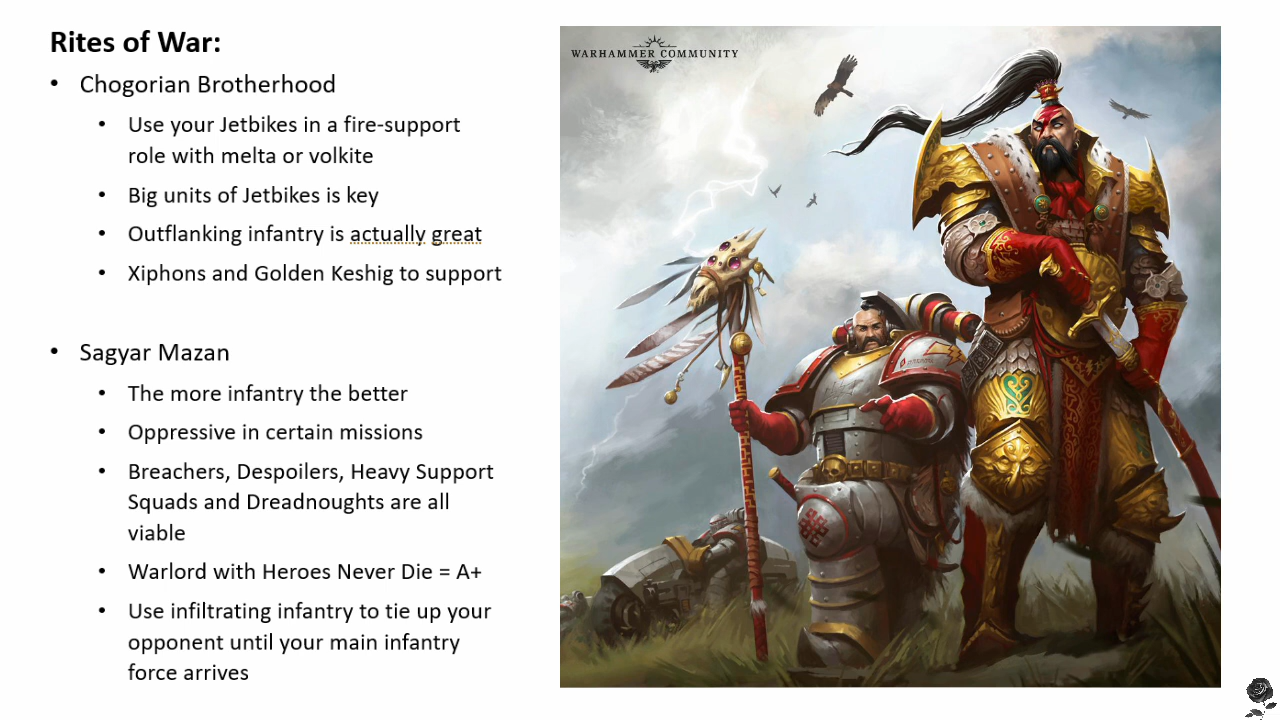 Rites of War:
• Chogorian Brotherhood
• Use your Jetbikes in a fire-support
role with melta or volkite
• Big units of Jetbikes is key
• Outflanking infantry is actually great
• Xiphons and Golden Keshig to support
• Sagyar Mazan
• The more infantry the better
• Oppressive in certain missions
• Breachers, Despoilers, Heavy Support
Squads and Dreadnoughts are all
viable
• Warlord with Heroes Never Die = A+
• Use infiltrating infantry to tie up your
opponent until your main infantry
force arrives
WARHAMMER COMMUNITY